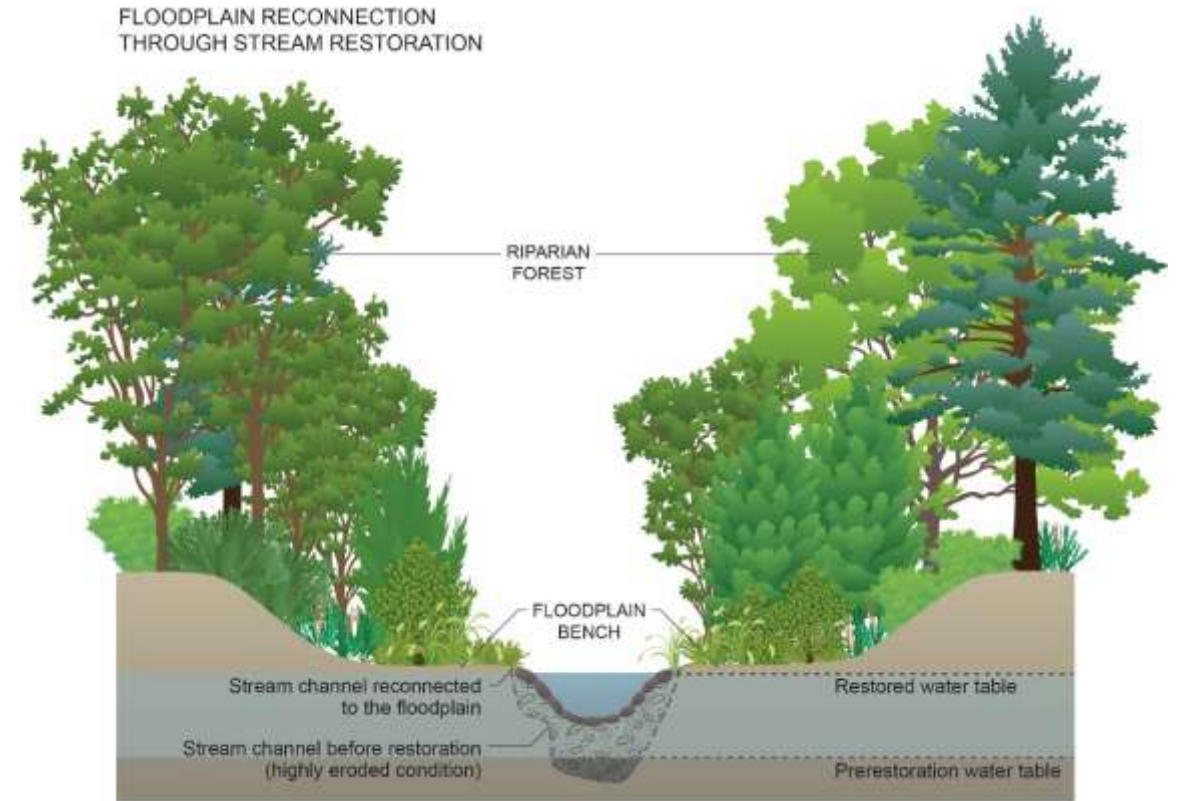 FLOODPLAIN RECONNECTION
THROUGH STREAM RESTORATION
RIPARIAN
FOREST
FLOODPLAIN
BENCH
Stream channel reconnected
to the floodplain
Restored water table
Stream channel before restoration
(highly eroded condition)
Prerestoration water table